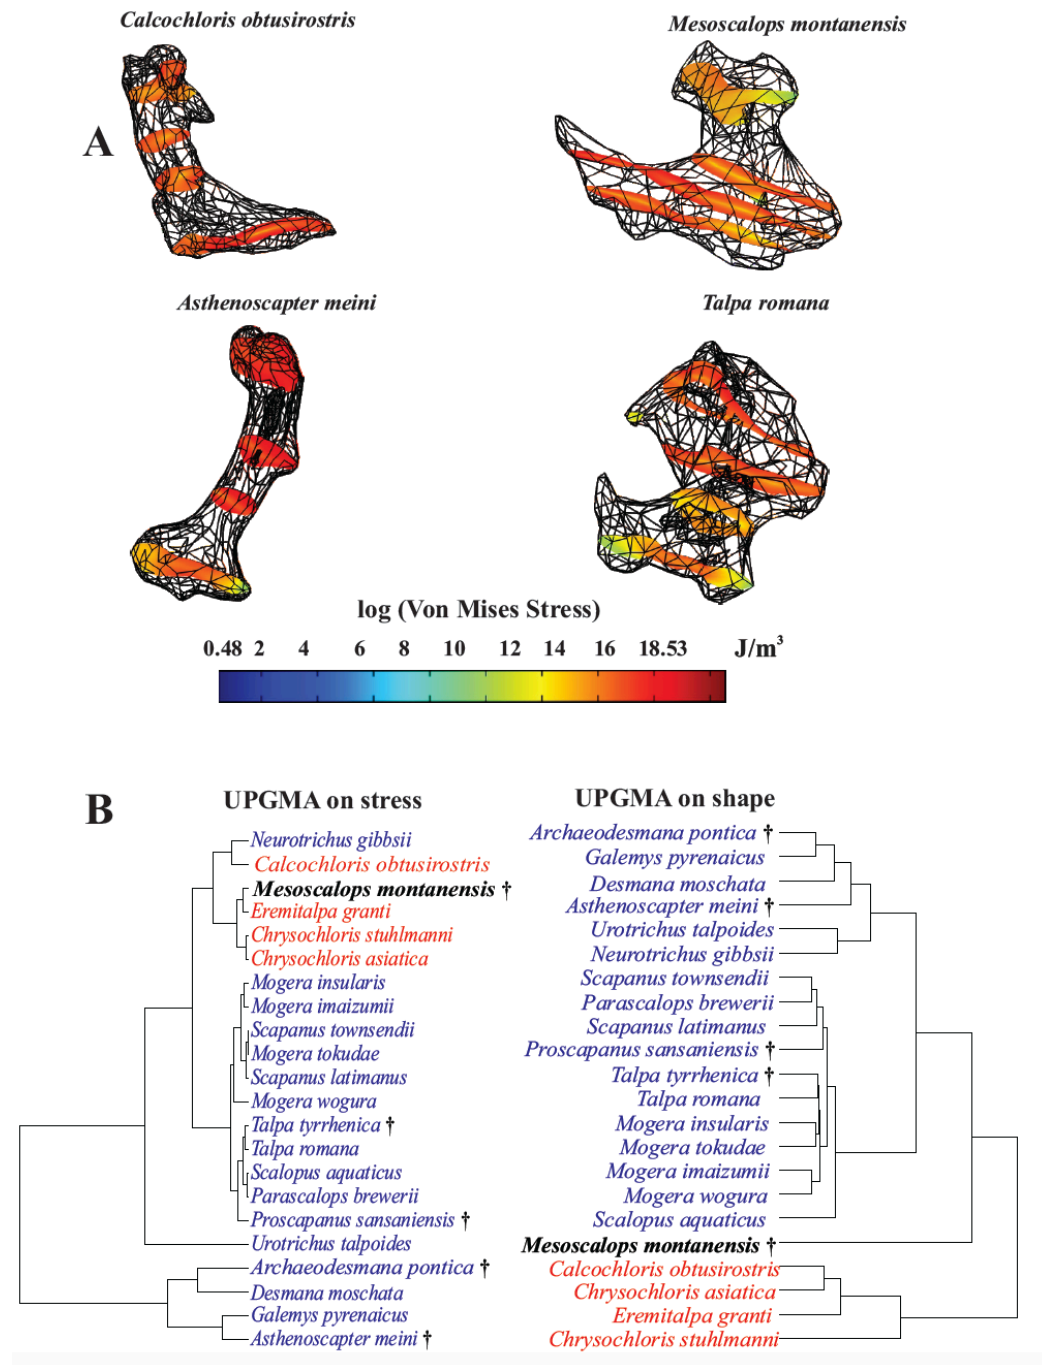 Calcochloris obtusirostris
Mesoscalops montanensis
A
Asthenoscapter meini
Talpa romana
log (Von Mises Stress)
0.48 2 4 6 8 10 12 14 16 18.53 J/m³
B
UPGMA on stress
Neurotrichus gibbsii
Calcochloris obtusirostris
Mesoscalops montanensis †
Eremitalpa granti
Chrysochloris stuhlmanni
Chrysochloris asiatica
Mogera insularis
Mogera imaizumii
Scapanus townsendii
Mogera tokudae
Scapanus latimanus
Mogera wogura
Talpa tyrrhenica †
Talpa romana
Scalopus aquaticus
Parascalops brewerii
Proscapanus sansaniensis †
Urotrichus talpoides
Archaeodesmana pontica †
Desmana moschata
Galemys pyrenaicus
Asthenoscapter meini †
UPGMA on shape
Archaeodesmana pontica †
Galemys pyrenaicus
Desmana moschata
Asthenoscapter meini †
Urotrichus talpoides
Neurotrichus gibbsii
Scapanus townsendii
Parascalops brewerii
Scapanus latimanus
Proscapanus sansaniensis †
Talpa tyrrhenica †
Talpa romana
Mogera insularis
Mogera tokudae
Mogera imaizumii
Mogera wogura
Scalopus aquaticus
Mesoscalops montanensis †
Calcochloris obtusirostris
Chrysochloris asiatica
Eremitalpa granti
Chrysochloris stuhlmanni